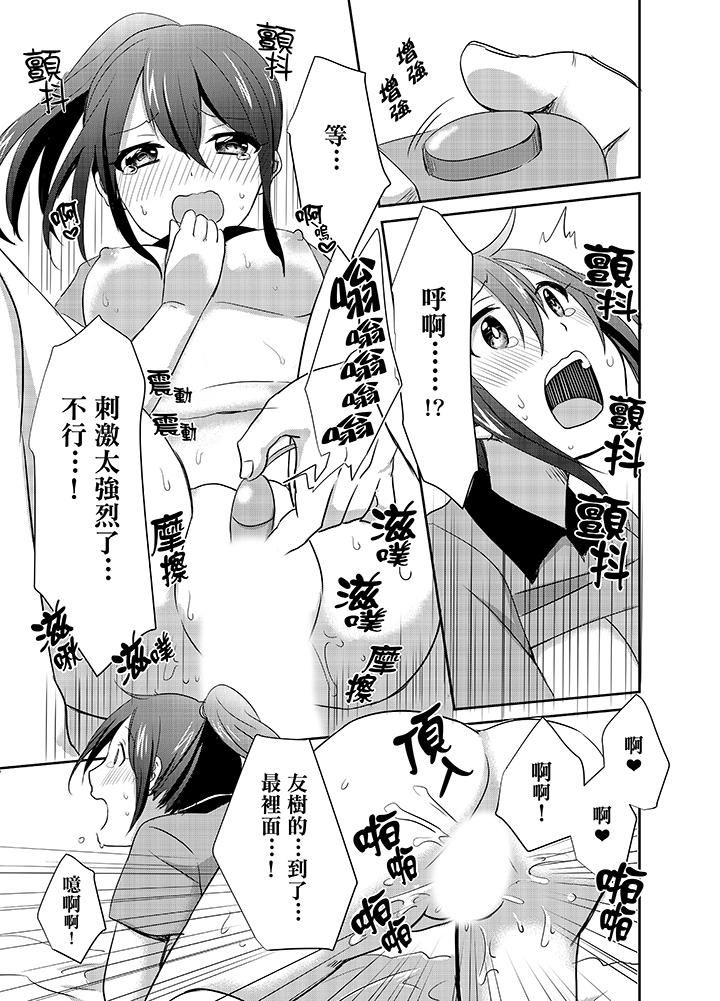 增強
增強
呼啊……!?
顫抖
顫抖
顫抖
顫抖
顫抖
等…
啊♡
啊嗚♡
嗡嗡嗡嗡嗡
震動
震動
刺激太強烈了…
不行…!
摩擦
滋噗
滋噗
摩擦
滋噗
滋啾
啊♥
啊♥
啊啊!
頂入
啪啪
啪啪
啪啪
友樹的…到了…
最裡面…!
噫啊啊!